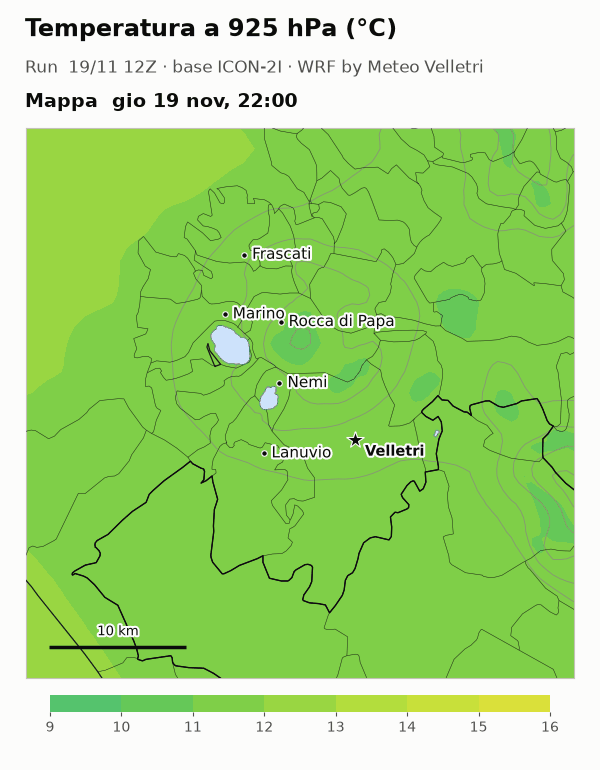 Temperatura a 925 hPa (°C)
Run  19/11 12Z · base ICON-2I · WRF by Meteo Velletri
Mappa  gio 19 nov, 22:00
Frascati
Marino
Rocca di Papa
Nemi
Velletri
Lanuvio
10 km
9 10 11 12 13 14 15 16